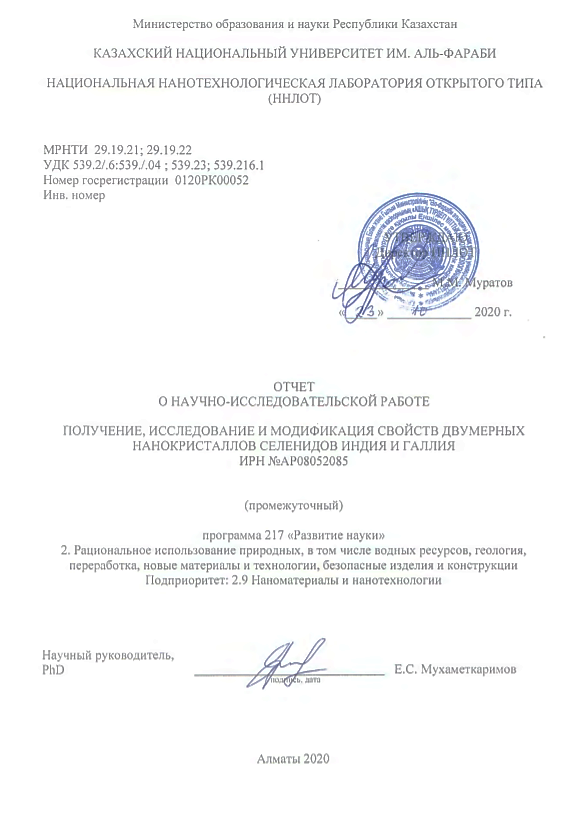 Министерство образования и науки Республики Казахстан
КАЗАХСКИЙ НАЦИОНАЛЬНЫЙ УНИВЕРСИТЕТ ИМ. АЛЬ-ФАРАБИ
НАЦИОНАЛЬНАЯ НАНОТЕХНОЛОГИЧЕСКАЯ ЛАБОРАТОРИЯ ОТКРЫТОГО ТИПА
(ННЛОТ)
МРНТИ 29.19.21; 29.19.22
УДК 539.2/.6:539./.04 ; 539.23; 539.216.1
Номер госрегистрации 0120РК00052
Инв. номер
Директор ННЛОТ
М.М. Муратов
« 23 » 10 2020 г.
ОТЧЕТ
О НАУЧНО-ИССЛЕДОВАТЕЛЬСКОЙ РАБОТЕ
ПОЛУЧЕНИЕ, ИССЛЕДОВАНИЕ И МОДИФИКАЦИЯ СВОЙСТВ ДВУМЕРНЫХ
НАНОКРИСТАЛЛОВ СЕЛЕНИДОВ ИНДИЯ И ГАЛЛИЯ
ИРН №АР08052085
(промежуточный)
программа 217 «Развитие науки»
2. Рациональное использование природных, в том числе водных ресурсов, геология,
переработка, новые материалы и технологии, безопасные изделия и конструкции
Подприоритет: 2.9 Наноматериалы и нанотехнологии
Научный руководитель,
PhD Е.С. Мухаметкаримов
подпись, дата
Алматы 2020